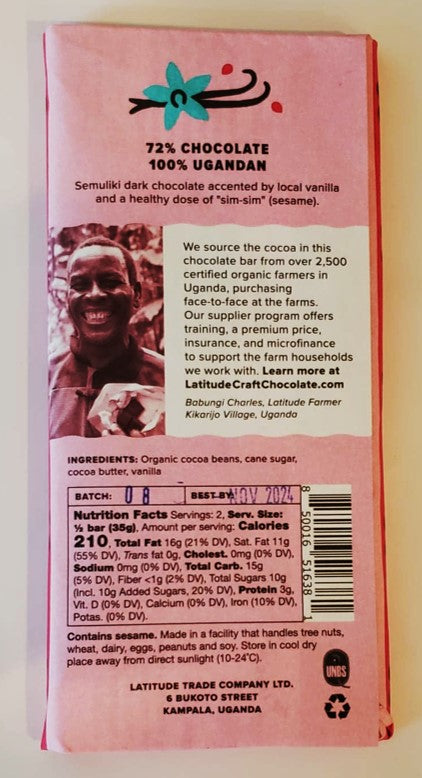 72% CHOCOLATE
100% UGANDAN
Semuliki dark chocolate accented by local vanilla
and a healthy dose of "sim-sim" (sesame).
We source the cocoa in this
chocolate bar from over 2,500
certified organic farmers in
Uganda, purchasing
face-to-face at the farms.
Our supplier program offers
training, a premium price,
insurance, and microfinance
to support the farm households
we work with. Learn more at
LatitudeCraftChocolate.com
Babungi Charles, Latitude Farmer
Kikarijo Village, Uganda
INGREDIENTS: Organic cocoa beans, cane sugar,
cocoa butter, vanilla
BATCH: 08 BEST BY: NOV 2024
Nutrition Facts Servings: 2, Serv. Size:
½ bar (35g), Amount per serving: Calories
210, Total Fat 16g (21% DV), Sat. Fat 11g
(55% DV), Trans fat 0g, Cholest. 0mg (0% DV),
Sodium 0mg (0% DV), Total Carb. 15g
(5% DV), Fiber <1g (2% DV), Total Sugars 10g
(Incl. 10g Added Sugars, 20% DV), Protein 3g,
Vit. D (0% DV), Calcium (0% DV), Iron (10% DV),
Potas. (0% DV).
8 50016 51638 1
Contains sesame. Made in a facility that handles tree nuts,
wheat, dairy, eggs, peanuts and soy. Store in cool dry
place away from direct sunlight (10-24°C).
UNBS
LATITUDE TRADE COMPANY LTD.
6 BUKOTO STREET
KAMPALA, UGANDA